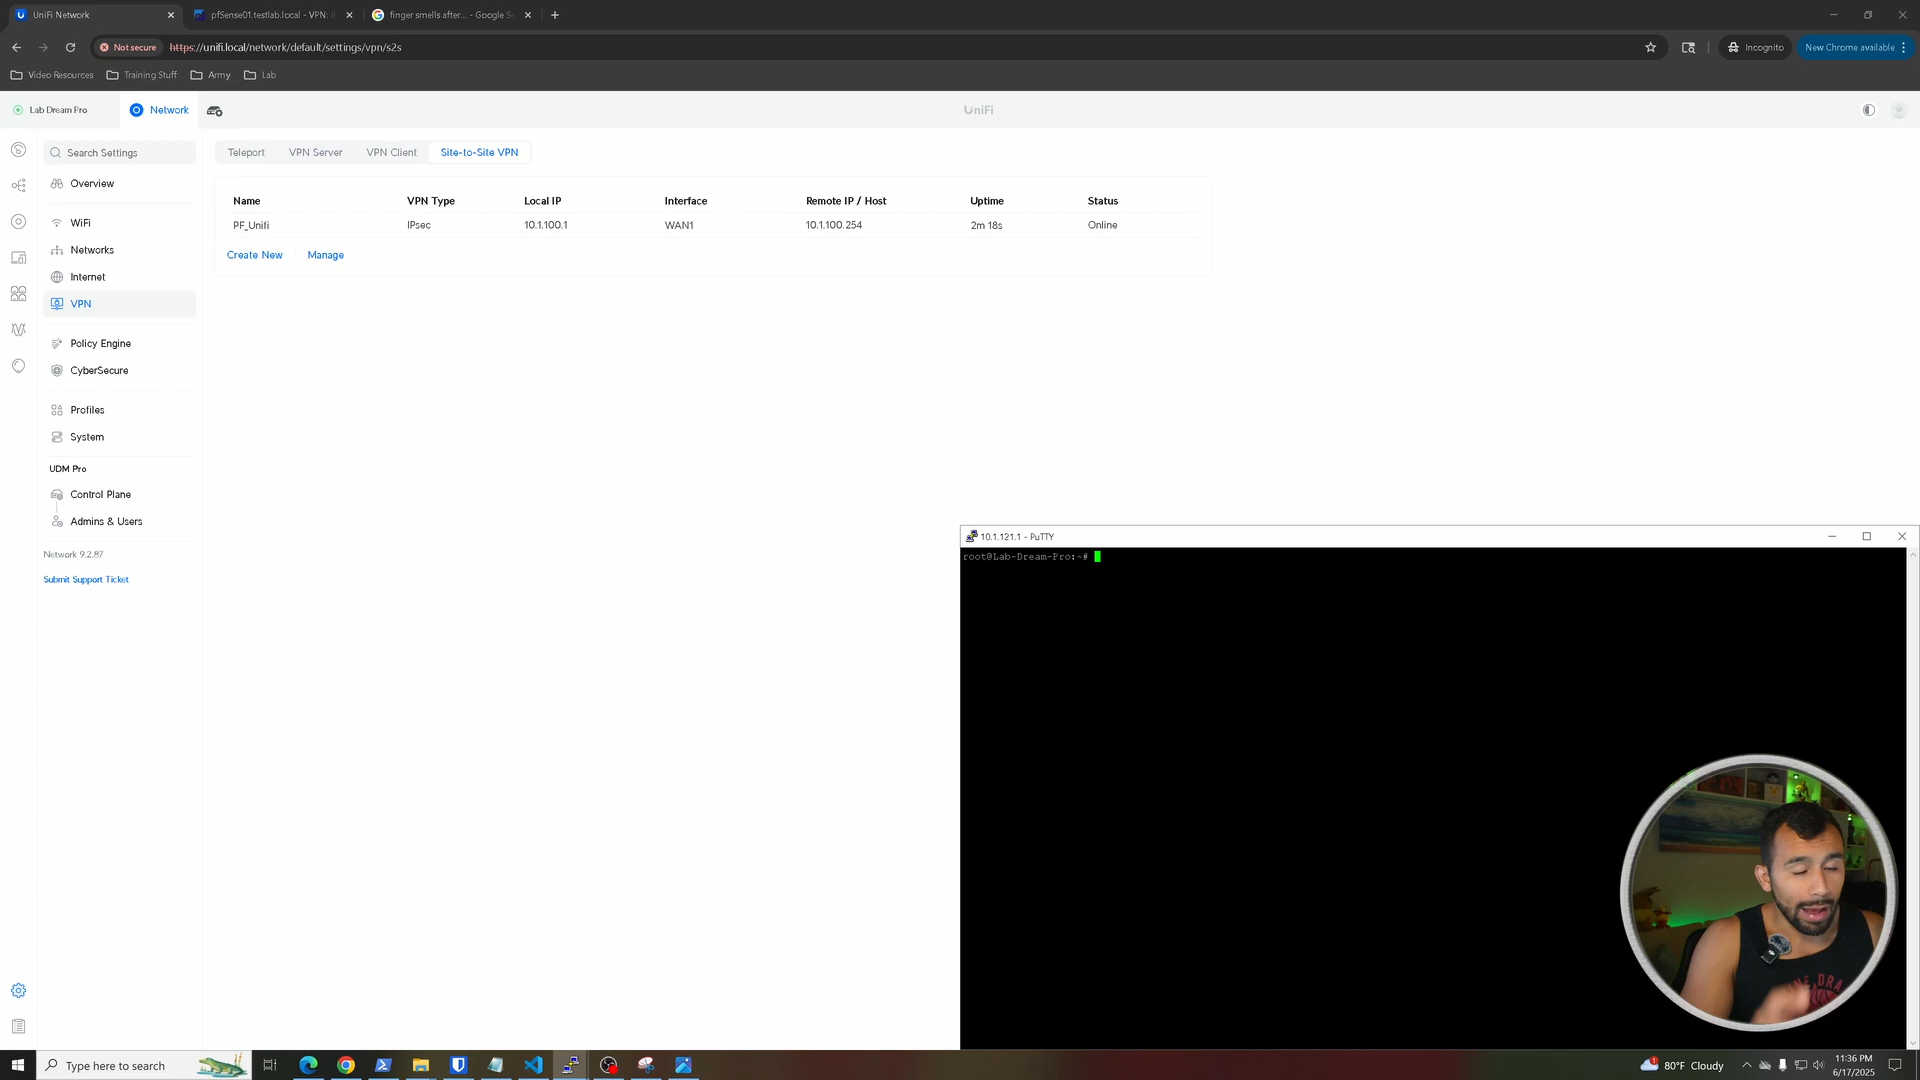 UniFi Network
pfSense01.testlab.local - VPN:
finger smells after... - Google Se
Not secure
https://unifi.local/network/default/settings/vpn/s2s
Incognito
New Chrome available
Video Resources
Training Stuff
Army
Lab
Lab Dream Pro
Network
UniFi
Search Settings
Teleport
VPN Server
VPN Client
Site-to-Site VPN
Overview
WiFi
Networks
Internet
VPN
Policy Engine
CyberSecure
Profiles
System
UDM Pro
Control Plane
Admins & Users
Network 9.2.87
Submit Support Ticket
Name VPN Type Local IP Interface Remote IP / Host Uptime Status
PF_Unifi IPsec 10.1.100.1 WAN1 10.1.100.254 2m 18s Online
Create New Manage
10.1.121.1 - PuTTY
root@Lab-Dream-Pro:~#
Type here to search
1
80°F Cloudy
11:36 PM
6/17/2025